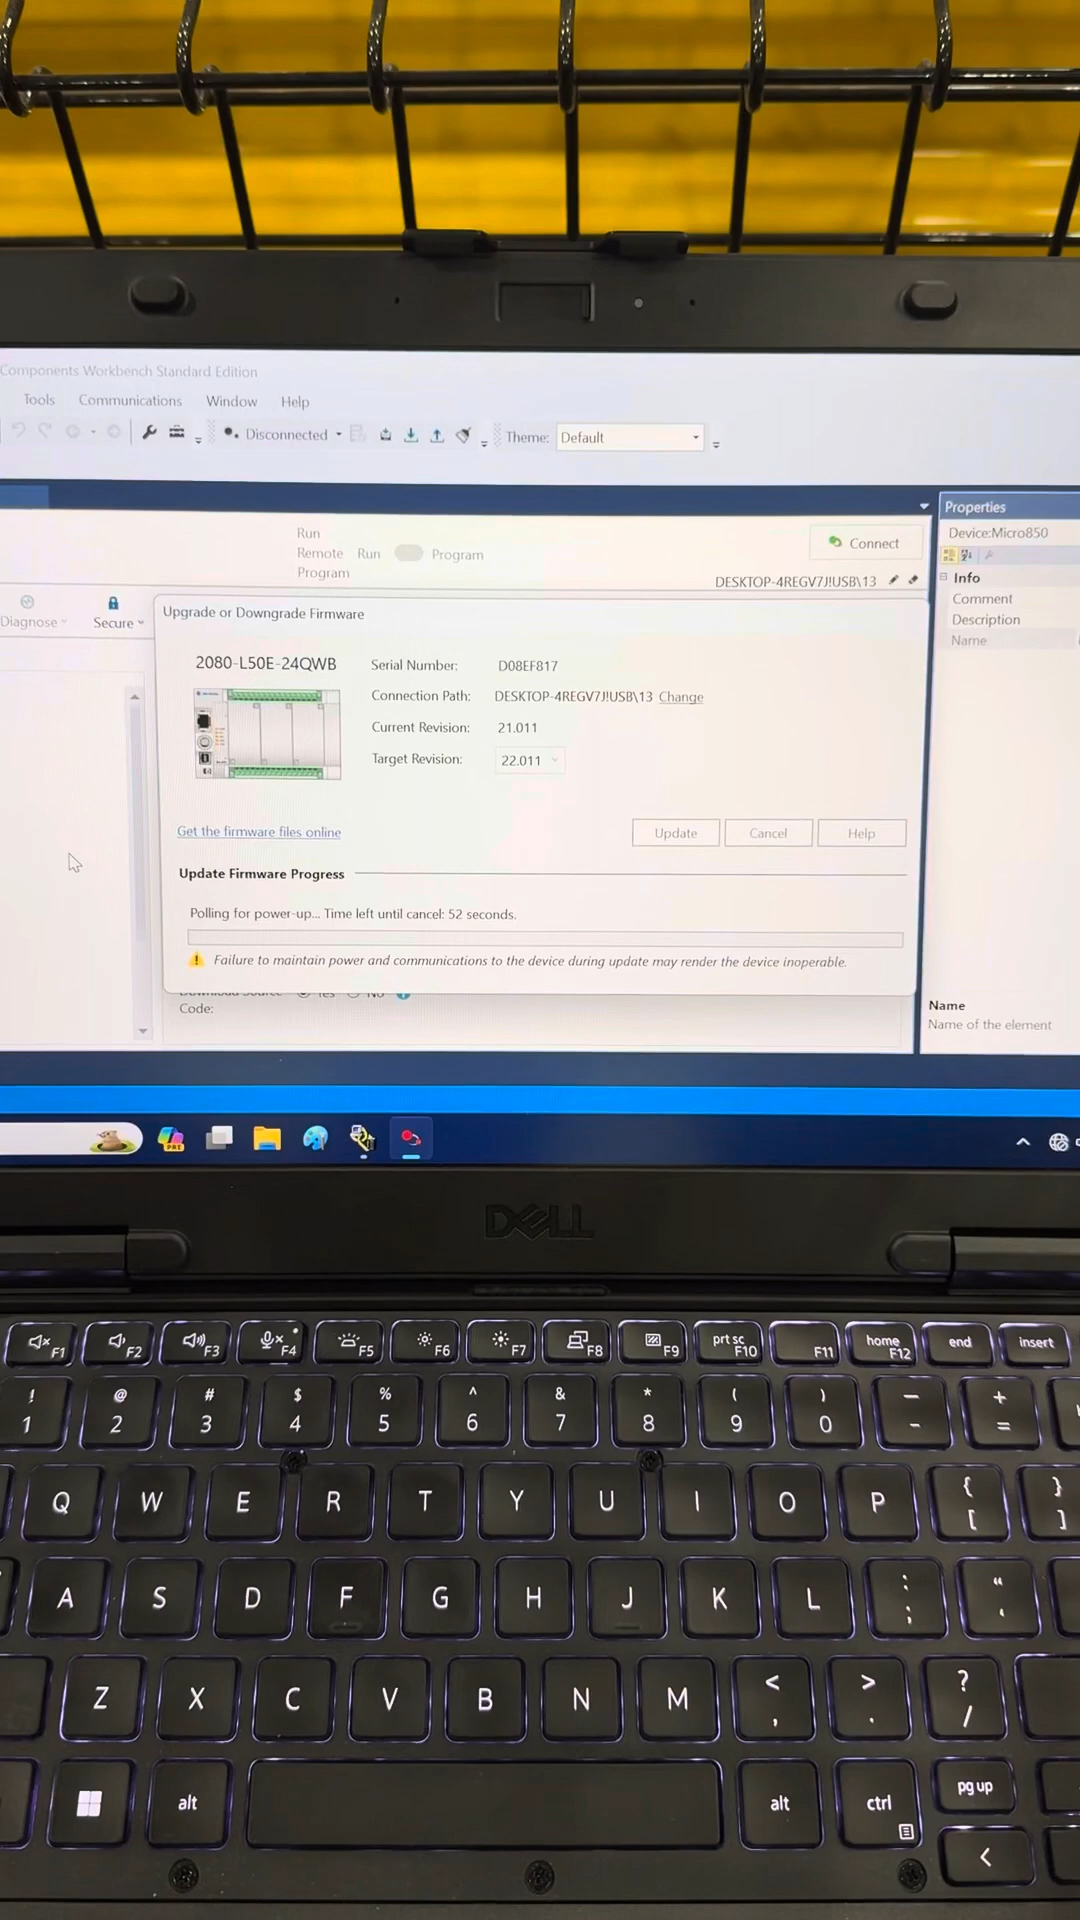 Components Workbench Standard Edition
Tools Communications Window Help
Disconnected Theme: Default
Properties
Run
Remote Run Program
Program
Connect
Device:Micro850
DESKTOP-4REGV7J!USB\13
Info
Comment
Description
Name
Diagnose Secure
Upgrade or Downgrade Firmware
2080-L50E-24QWB
Serial Number: D08EF817
Connection Path: DESKTOP-4REGV7J!USB\13 Change
Current Revision: 21.011
Target Revision: 22.011
Get the firmware files online
Update Cancel Help
Update Firmware Progress
Polling for power-up... Time left until cancel: 52 seconds.
Failure to maintain power and communications to the device during update may render the device inoperable.
Download Source Yes No
Code:
Name
Name of the element
PRE
DELL
F1 F2 F3 F4 F5 F6 F7 F8 F9 prt sc F10 F11 home F12 end insert
! @ # $ % ^ & * ( ) — +
1 2 3 4 5 6 7 8 9 0 - =
Q W E R T Y U I O P { [ } ]
A S D F G H J K L : ; “ ‘
Z X C V B N M < , > . ? /
alt alt ctrl pg up
<